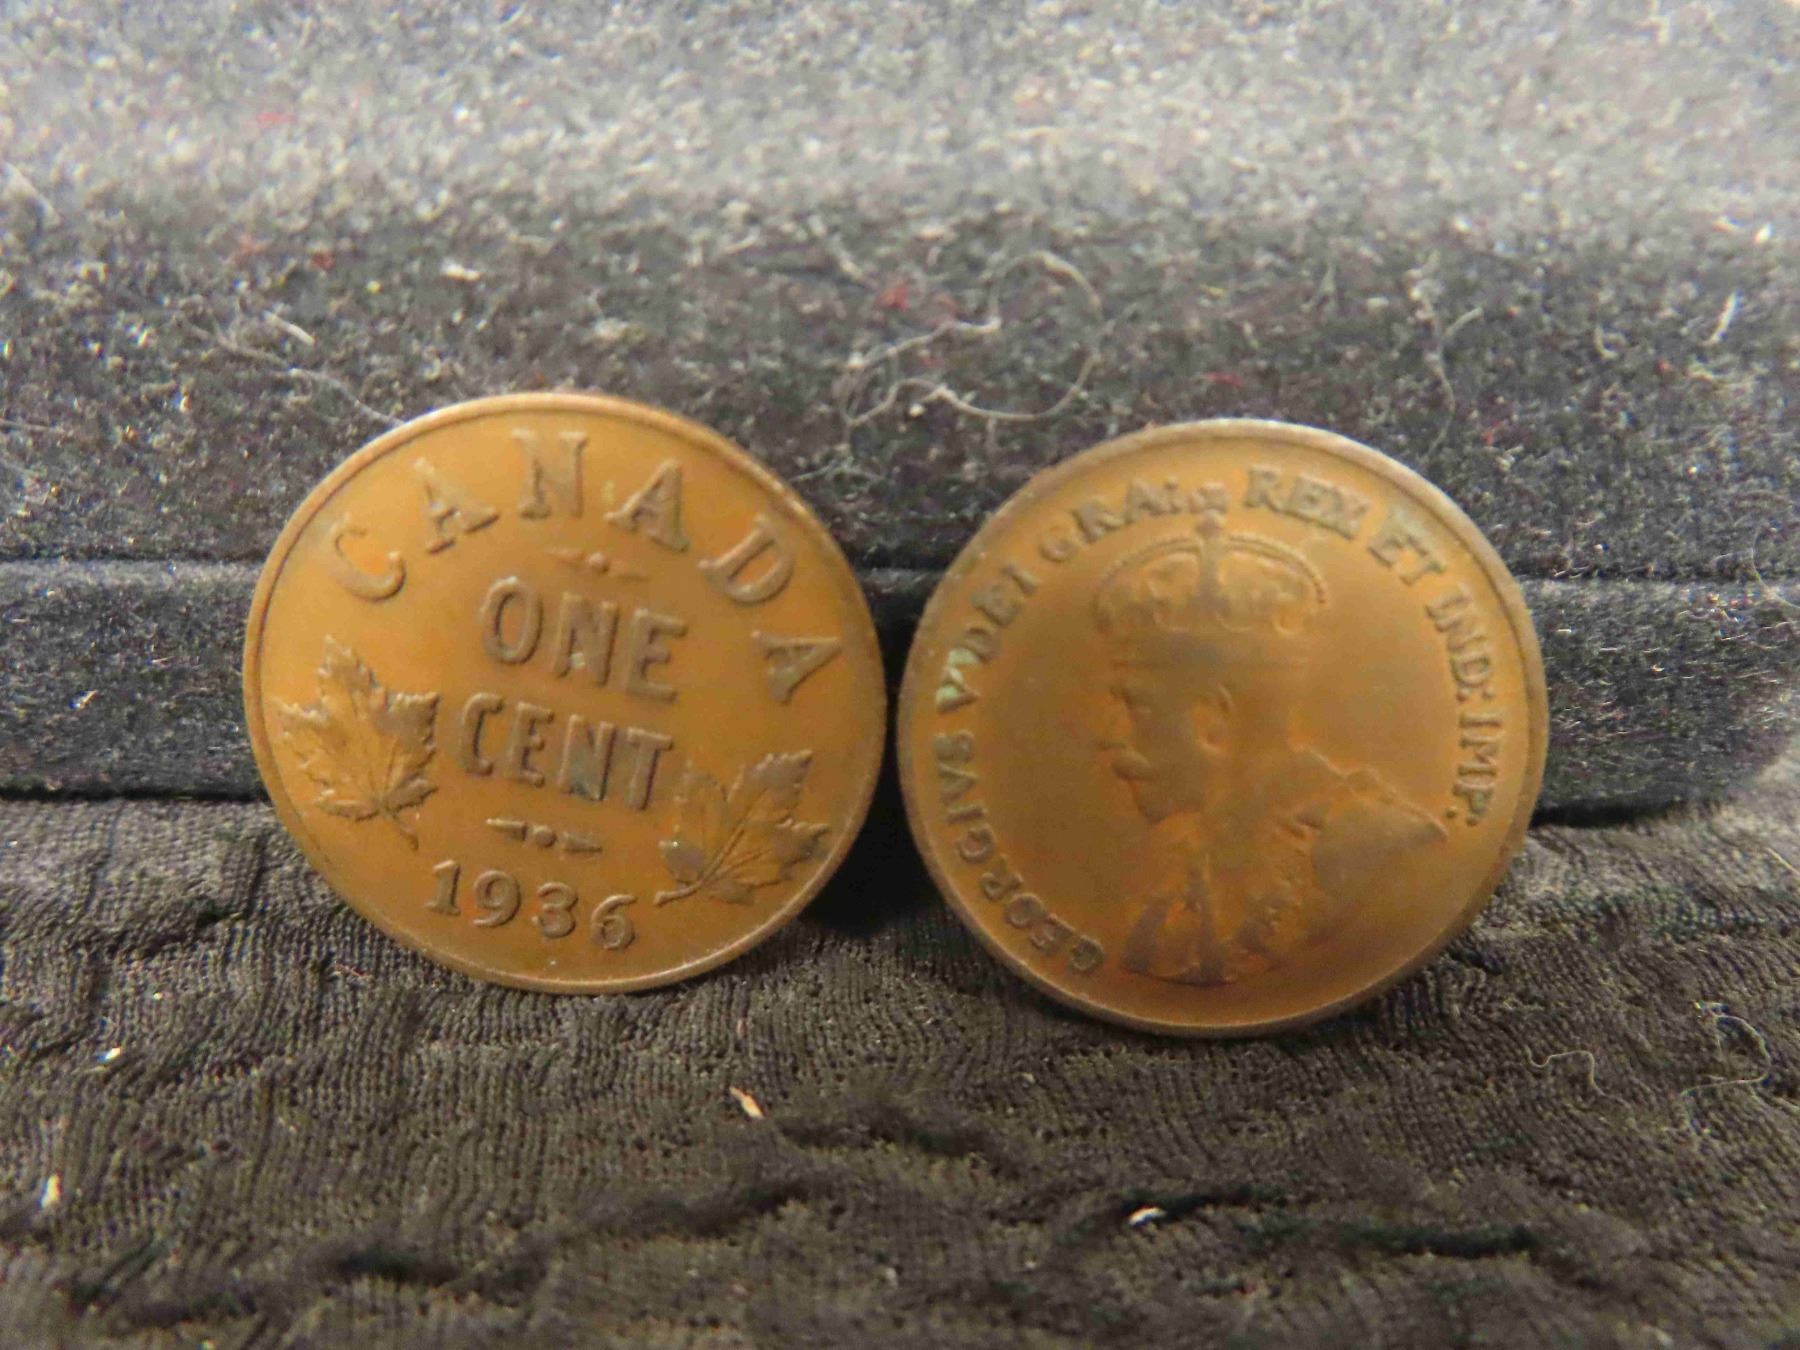 CANADA
ONE
CENT
1936
GEORGIVS V DEI GRA: REX ET IND: IMP: